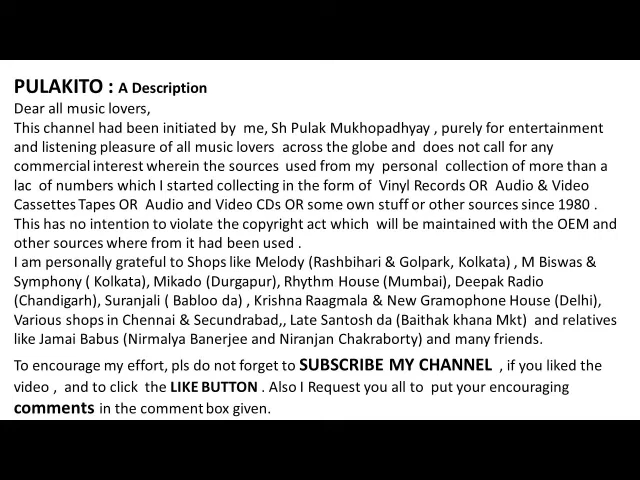 PULAKITO : A Description
Dear all music lovers,
This channel had been initiated by me, Sh Pulak Mukhopadhyay , purely for entertainment
and listening pleasure of all music lovers across the globe and does not call for any
commercial interest wherein the sources used from my personal collection of more than a
lac of numbers which I started collecting in the form of Vinyl Records OR Audio & Video
Cassettes Tapes OR Audio and Video CDs OR some own stuff or other sources since 1980 .
This has no intention to violate the copyright act which will be maintained with the OEM and
other sources where from it had been used .
I am personally grateful to Shops like Melody (Rashbihari & Golpark, Kolkata) , M Biswas &
Symphony ( Kolkata), Mikado (Durgapur), Rhythm House (Mumbai), Deepak Radio
(Chandigarh), Suranjali ( Babloo da) , Krishna Raagmala & New Gramophone House (Delhi),
Various shops in Chennai & Secundrabad,, Late Santosh da (Baithak khana Mkt) and relatives
like Jamai Babus (Nirmalya Banerjee and Niranjan Chakraborty) and many friends.
To encourage my effort, pls do not forget to SUBSCRIBE MY CHANNEL , if you liked the
video , and to click the LIKE BUTTON . Also I Request you all to put your encouraging
comments in the comment box given.